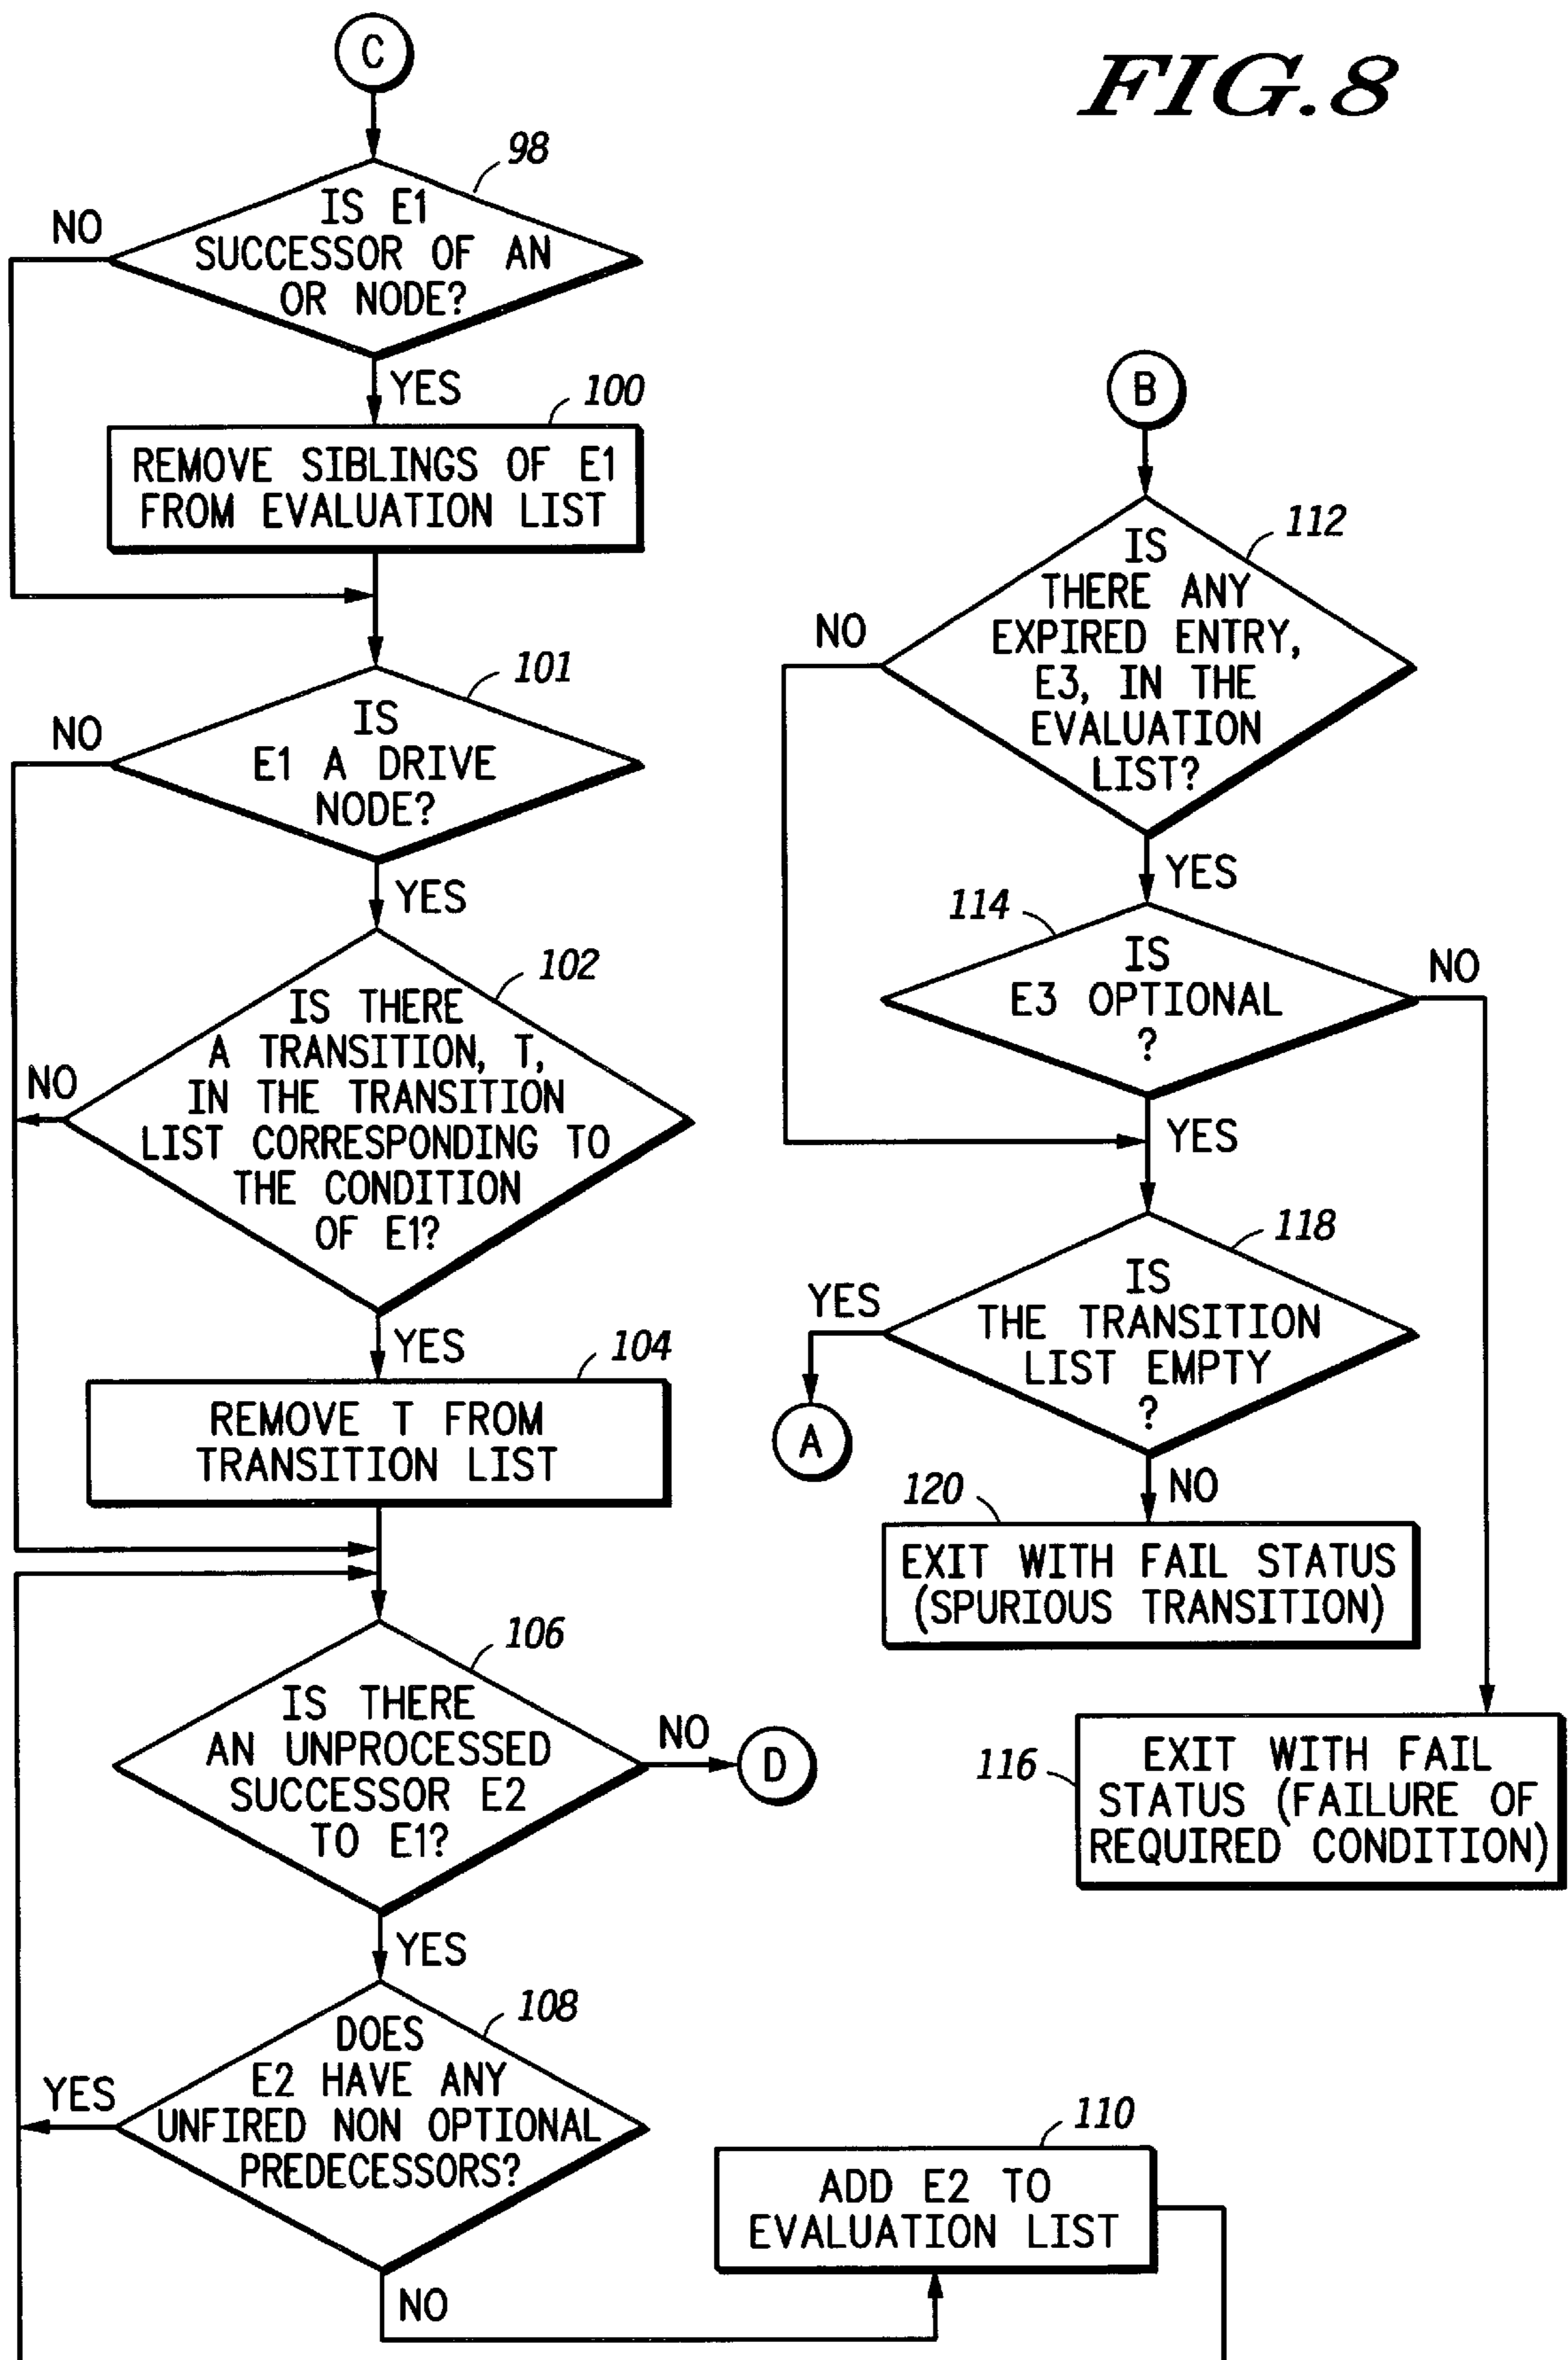 FIG.8
C
98
IS E1
SUCCESSOR OF AN
OR NODE?
NO
YES
100
REMOVE SIBLINGS OF E1
FROM EVALUATION LIST
101
IS
E1 A DRIVE
NODE?
NO
YES
102
IS THERE
A TRANSITION, T,
IN THE TRANSITION
LIST CORRESPONDING TO
THE CONDITION
OF E1?
NO
YES
104
REMOVE T FROM
TRANSITION LIST
106
IS THERE
AN UNPROCESSED
SUCCESSOR E2
TO E1?
NO
D
YES
108
DOES
E2 HAVE ANY
UNFIRED NON OPTIONAL
PREDECESSORS?
YES
NO
110
ADD E2 TO
EVALUATION LIST
B
112
IS
THERE ANY
EXPIRED ENTRY,
E3, IN THE
EVALUATION
LIST?
NO
YES
114
IS
E3 OPTIONAL
?
NO
YES
118
IS
THE TRANSITION
LIST EMPTY
?
YES
A
NO
120
EXIT WITH FAIL STATUS
(SPURIOUS TRANSITION)
116
EXIT WITH FAIL
STATUS (FAILURE OF
REQUIRED CONDITION)